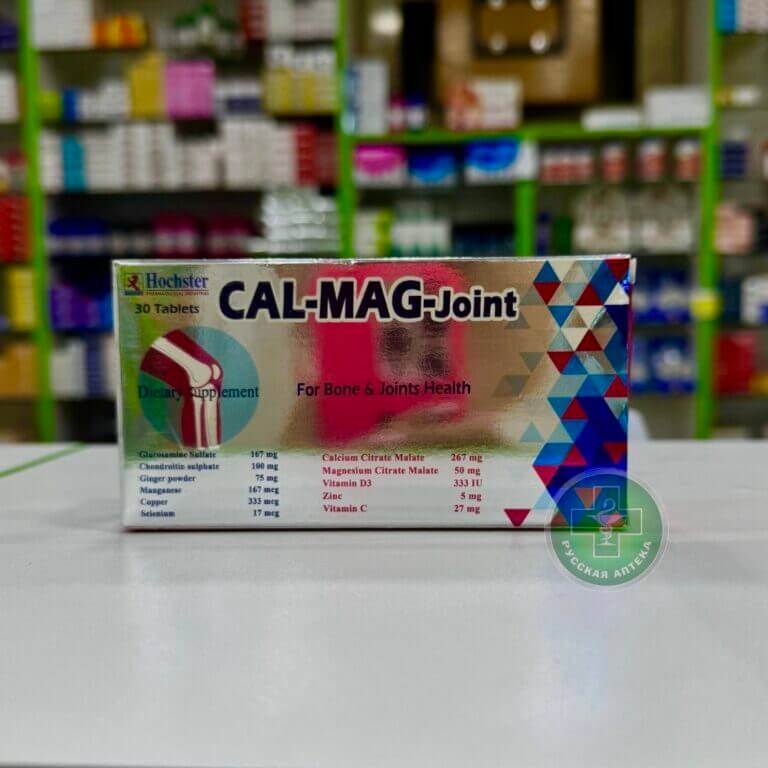 Hochster
PHARMACEUTICAL INDUSTRIES
30 Tablets
CAL-MAG-Joint
Dietary Supplement
For Bone & Joints Health
Glucosamine Sulfate 167 mg
Chondroitin sulphate 100 mg
Ginger powder 75 mg
Manganese 167 mcg
Copper 333 mcg
Selenium 17 mcg
Calcium Citrate Malate 267 mg
Magnesium Citrate Malate 50 mg
Vitamin D3 333 IU
Zinc 5 mg
Vitamin C 27 mg
РУССКАЯ АПТЕКА